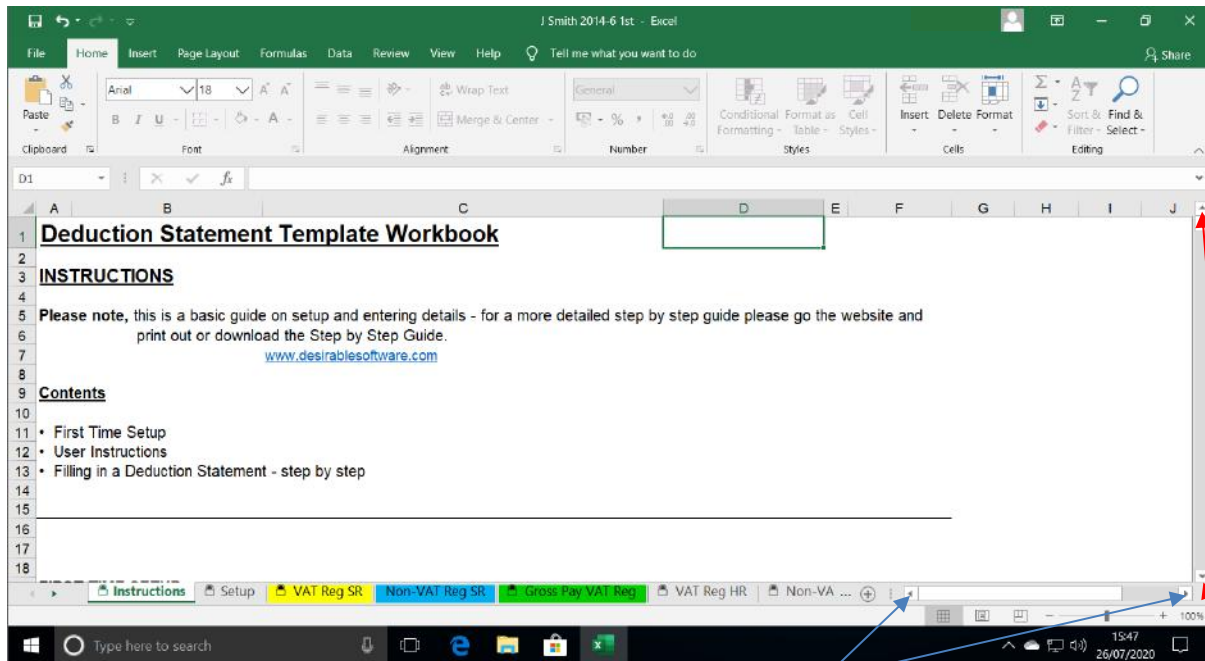 J Smith 2014-6 1st - Excel
File Home Insert Page Layout Formulas Data Review View Help Tell me what you want to do Share
Paste Arial 18 A A Wrap Text General Conditional Format as Cell Insert Delete Format Sort & Find &
B I U A Merge & Center % Formatting Table Styles Filter Select
Clipboard Font Alignment Number Styles Cells Editing
D1 fx
A B C D E F G H I J
1 Deduction Statement Template Workbook
2
3 INSTRUCTIONS
4
5 Please note, this is a basic guide on setup and entering details - for a more detailed step by step guide please go the website and
6 print out or download the Step by Step Guide.
7 www.desirablesoftware.com
8
9 Contents
10
11 • First Time Setup
12 • User Instructions
13 • Filling in a Deduction Statement - step by step
14
15
16
17
18
Instructions Setup VAT Reg SR Non-VAT Reg SR Gross Pay VAT Reg VAT Reg HR Non-VA ...
100%
Type here to search 15:47
26/07/2020